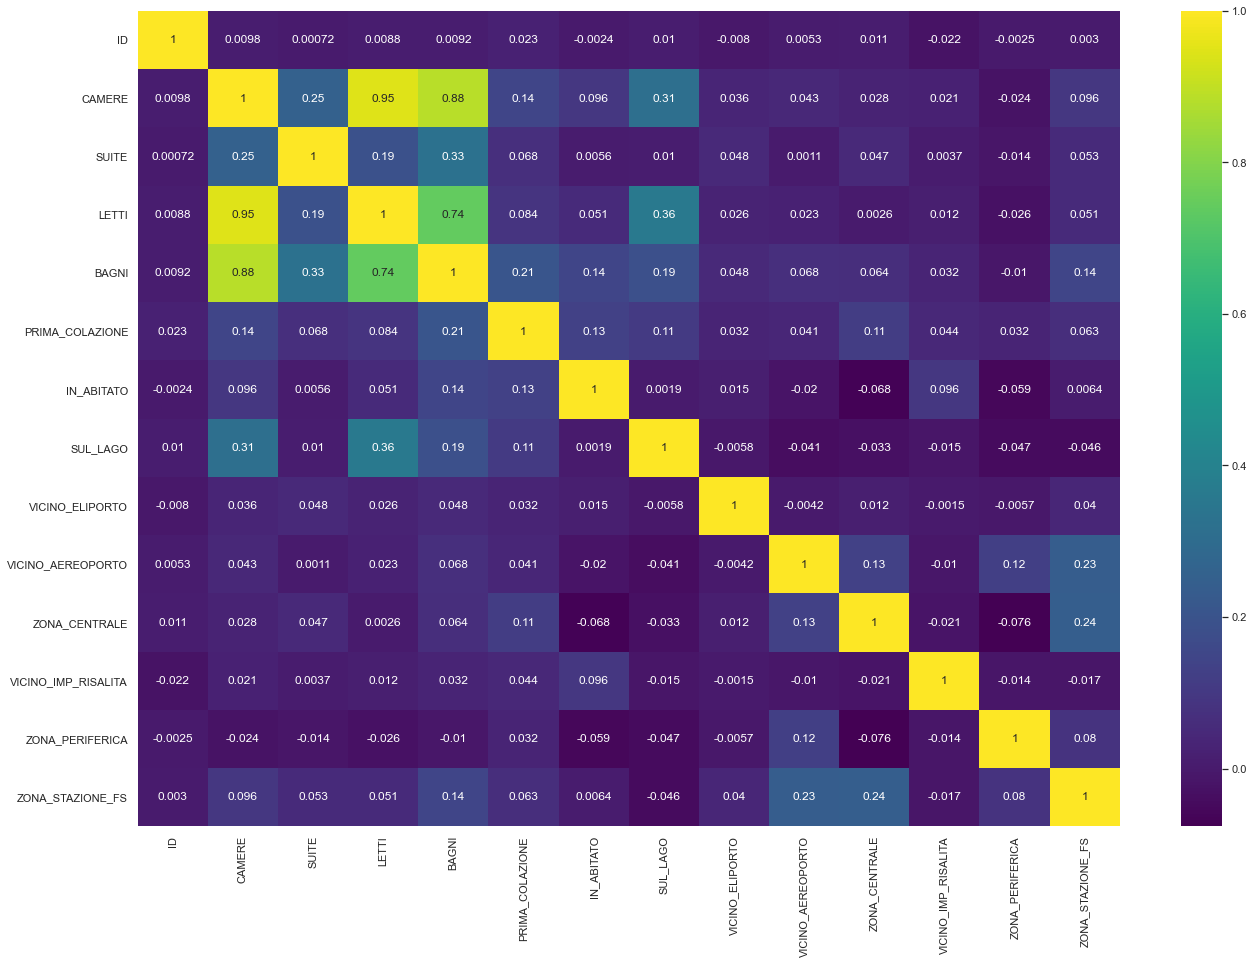 ID 1 0.0098 0.00072 0.0088 0.0092 0.023 -0.0024 0.01 -0.008 0.0053 0.011 -0.022 -0.0025 0.003
CAMERE 0.0098 1 0.25 0.95 0.88 0.14 0.096 0.31 0.036 0.043 0.028 0.021 -0.024 0.096
SUITE 0.00072 0.25 1 0.19 0.33 0.068 0.0056 0.01 0.048 0.0011 0.047 0.0037 -0.014 0.053
LETTI 0.0088 0.95 0.19 1 0.74 0.084 0.051 0.36 0.026 0.023 0.0026 0.012 -0.026 0.051
BAGNI 0.0092 0.88 0.33 0.74 1 0.21 0.14 0.19 0.048 0.068 0.064 0.032 -0.01 0.14
PRIMA_COLAZIONE 0.023 0.14 0.068 0.084 0.21 1 0.13 0.11 0.032 0.041 0.11 0.044 0.032 0.063
IN_ABITATO -0.0024 0.096 0.0056 0.051 0.14 0.13 1 0.0019 0.015 -0.02 -0.068 0.096 -0.059 0.0064
SUL_LAGO 0.01 0.31 0.01 0.36 0.19 0.11 0.0019 1 -0.0058 -0.041 -0.033 -0.015 -0.047 -0.046
VICINO_ELIPORTO -0.008 0.036 0.048 0.026 0.048 0.032 0.015 -0.0058 1 -0.0042 0.012 -0.0015 -0.0057 0.04
VICINO_AEREOPORTO 0.0053 0.043 0.0011 0.023 0.068 0.041 -0.02 -0.041 -0.0042 1 0.13 -0.01 0.12 0.23
ZONA_CENTRALE 0.011 0.028 0.047 0.0026 0.064 0.11 -0.068 -0.033 0.012 0.13 1 -0.021 -0.076 0.24
VICINO_IMP_RISALITA -0.022 0.021 0.0037 0.012 0.032 0.044 0.096 -0.015 -0.0015 -0.01 -0.021 1 -0.014 -0.017
ZONA_PERIFERICA -0.0025 -0.024 -0.014 -0.026 -0.01 0.032 -0.059 -0.047 -0.0057 0.12 -0.076 -0.014 1 0.08
ZONA_STAZIONE_FS 0.003 0.096 0.053 0.051 0.14 0.063 0.0064 -0.046 0.04 0.23 0.24 -0.017 0.08 1
ID
CAMERE
SUITE
LETTI
BAGNI
PRIMA_COLAZIONE
IN_ABITATO
SUL_LAGO
VICINO_ELIPORTO
VICINO_AEREOPORTO
ZONA_CENTRALE
VICINO_IMP_RISALITA
ZONA_PERIFERICA
ZONA_STAZIONE_FS
1.0
0.8
0.6
0.4
0.2
0.0